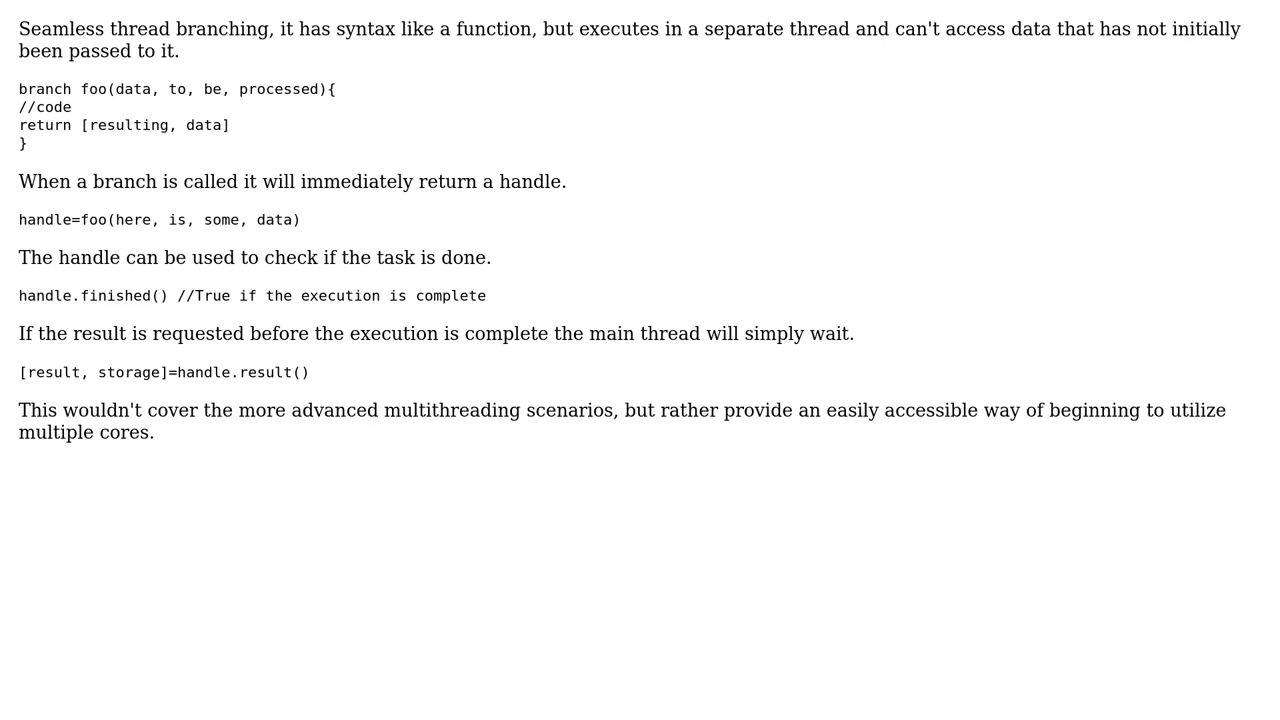 Seamless thread branching, it has syntax like a function, but executes in a separate thread and can't access data that has not initially
been passed to it.
branch foo(data, to, be, processed){
//code
return [resulting, data]
}
When a branch is called it will immediately return a handle.
handle=foo(here, is, some, data)
The handle can be used to check if the task is done.
handle.finished() //True if the execution is complete
If the result is requested before the execution is complete the main thread will simply wait.
[result, storage]=handle.result()
This wouldn't cover the more advanced multithreading scenarios, but rather provide an easily accessible way of beginning to utilize
multiple cores.